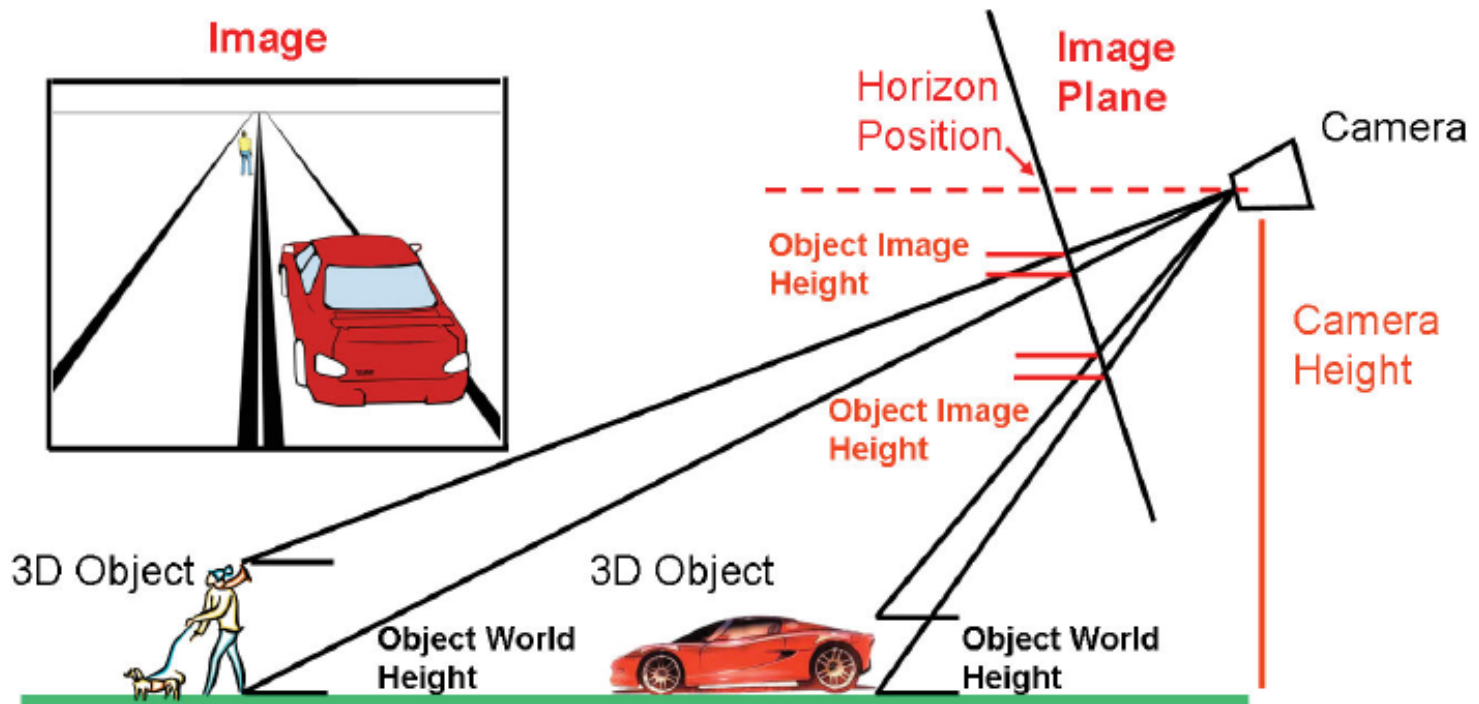 Image
Image
Plane
Horizon
Position
Camera
Object Image
Height
Camera
Height
Object Image
Height
3D Object
3D Object
Object World
Height
Object World
Height